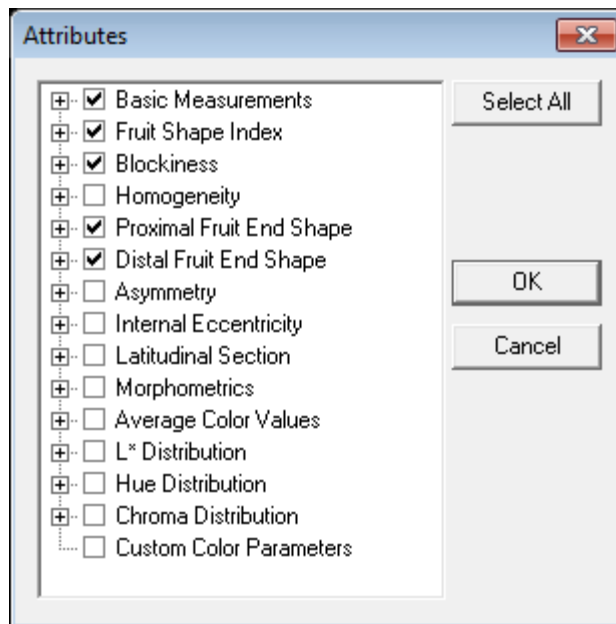 Attributes
Basic Measurements
Fruit Shape Index
Blockiness
Homogeneity
Proximal Fruit End Shape
Distal Fruit End Shape
Asymmetry
Internal Eccentricity
Latitudinal Section
Morphometrics
Average Color Values
L* Distribution
Hue Distribution
Chroma Distribution
Custom Color Parameters
Select All
OK
Cancel